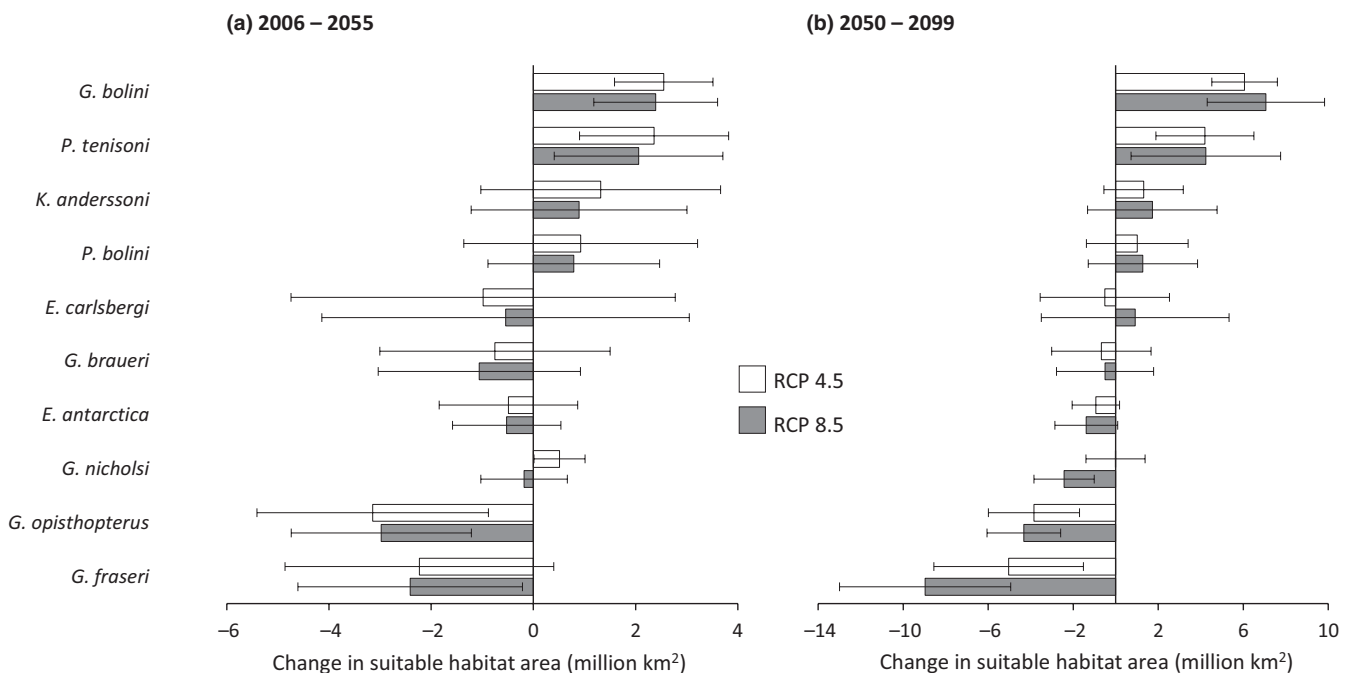 (a) 2006 – 2055
(b) 2050 – 2099
G. bolini
P. tenisoni
K. anderssoni
P. bolini
E. carlsbergi
G. braueri
E. antarctica
G. nicholsi
G. opisthopterus
G. fraseri
RCP 4.5
RCP 8.5
–6 –4 –2 0 2 4
–14 –10 –6 –2 2 6 10
Change in suitable habitat area (million km²)
Change in suitable habitat area (million km²)